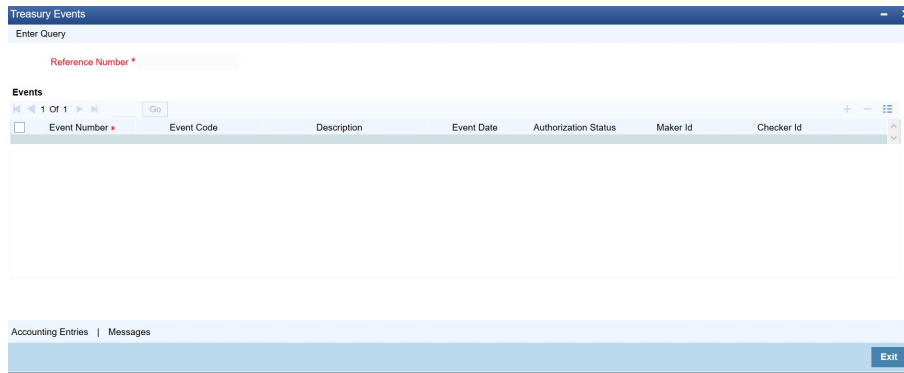 Treasury Events
Enter Query
Reference Number *
Events
1 Of 1 Go
Event Number * Event Code Description Event Date Authorization Status Maker Id Checker Id
Accounting Entries | Messages
Exit